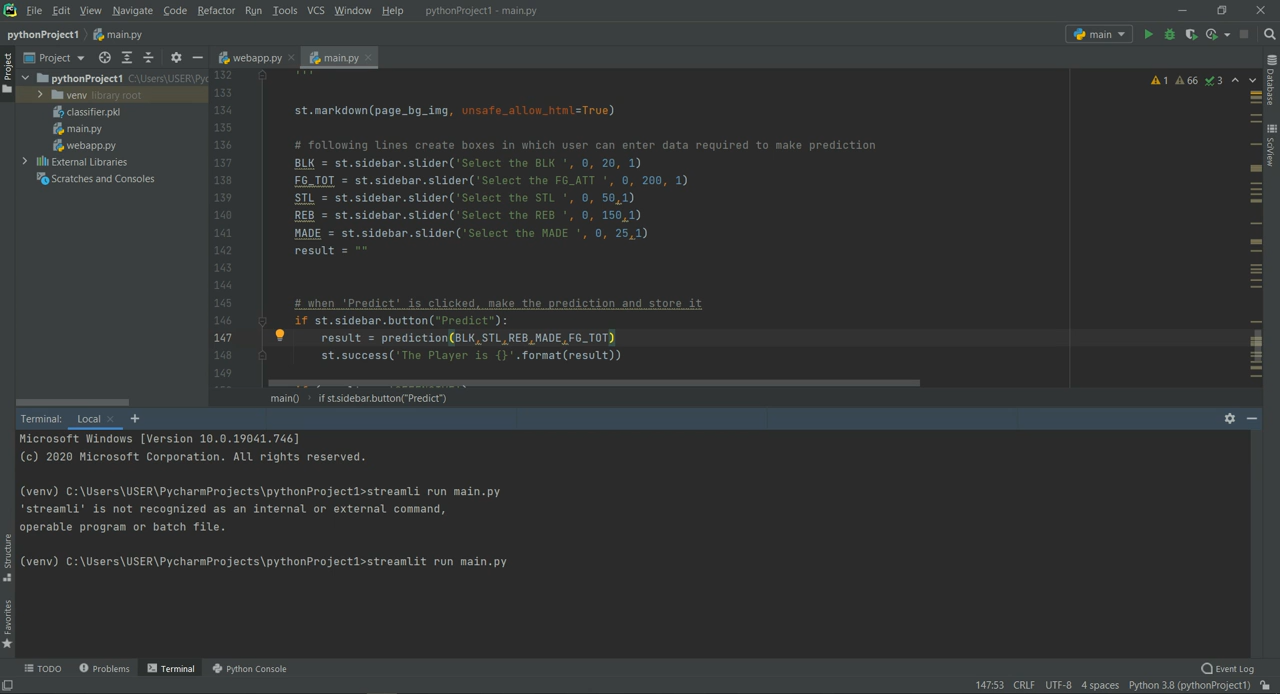 File Edit View Navigate Code Refactor Run Tools VCS Window Help pythonProject1 - main.py
pythonProject1 main.py main
Project webapp.py main.py
Project
pythonProject1 C:\Users\USER\Pyc
venv library root
classifier.pkl
main.py
webapp.py
External Libraries
Scratches and Consoles
1 66 3
132 '''
133
134 st.markdown(page_bg_img, unsafe_allow_html=True)
135
136 # following lines create boxes in which user can enter data required to make prediction
137 BLK = st.sidebar.slider('Select the BLK ', 0, 20, 1)
138 FG_TOT = st.sidebar.slider('Select the FG_ATT ', 0, 200, 1)
139 STL = st.sidebar.slider('Select the STL ', 0, 50,1)
140 REB = st.sidebar.slider('Select the REB ', 0, 150,1)
141 MADE = st.sidebar.slider('Select the MADE ', 0, 25,1)
142 result = ""
143
144
145 # when 'Predict' is clicked, make the prediction and store it
146 if st.sidebar.button("Predict"):
147 result = prediction(BLK,STL,REB,MADE,FG_TOT)
148 st.success('The Player is {}'.format(result))
149
main() if st.sidebar.button("Predict")
Database
SciView
Terminal: Local +
Microsoft Windows [Version 10.0.19041.746]
(c) 2020 Microsoft Corporation. All rights reserved.
(venv) C:\Users\USER\PycharmProjects\pythonProject1>streamli run main.py
'streamli' is not recognized as an internal or external command,
operable program or batch file.
(venv) C:\Users\USER\PycharmProjects\pythonProject1>streamlit run main.py
Structure
Favorites
TODO Problems Terminal Python Console Event Log
147:53 CRLF UTF-8 4 spaces Python 3.8 (pythonProject1)